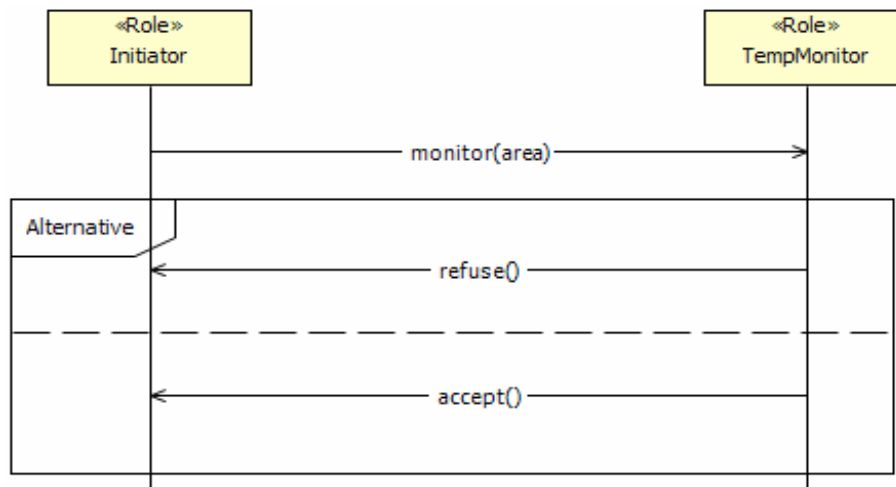 «Role»
Initiator
«Role»
TempMonitor
monitor(area)
Alternative
refuse()
accept()